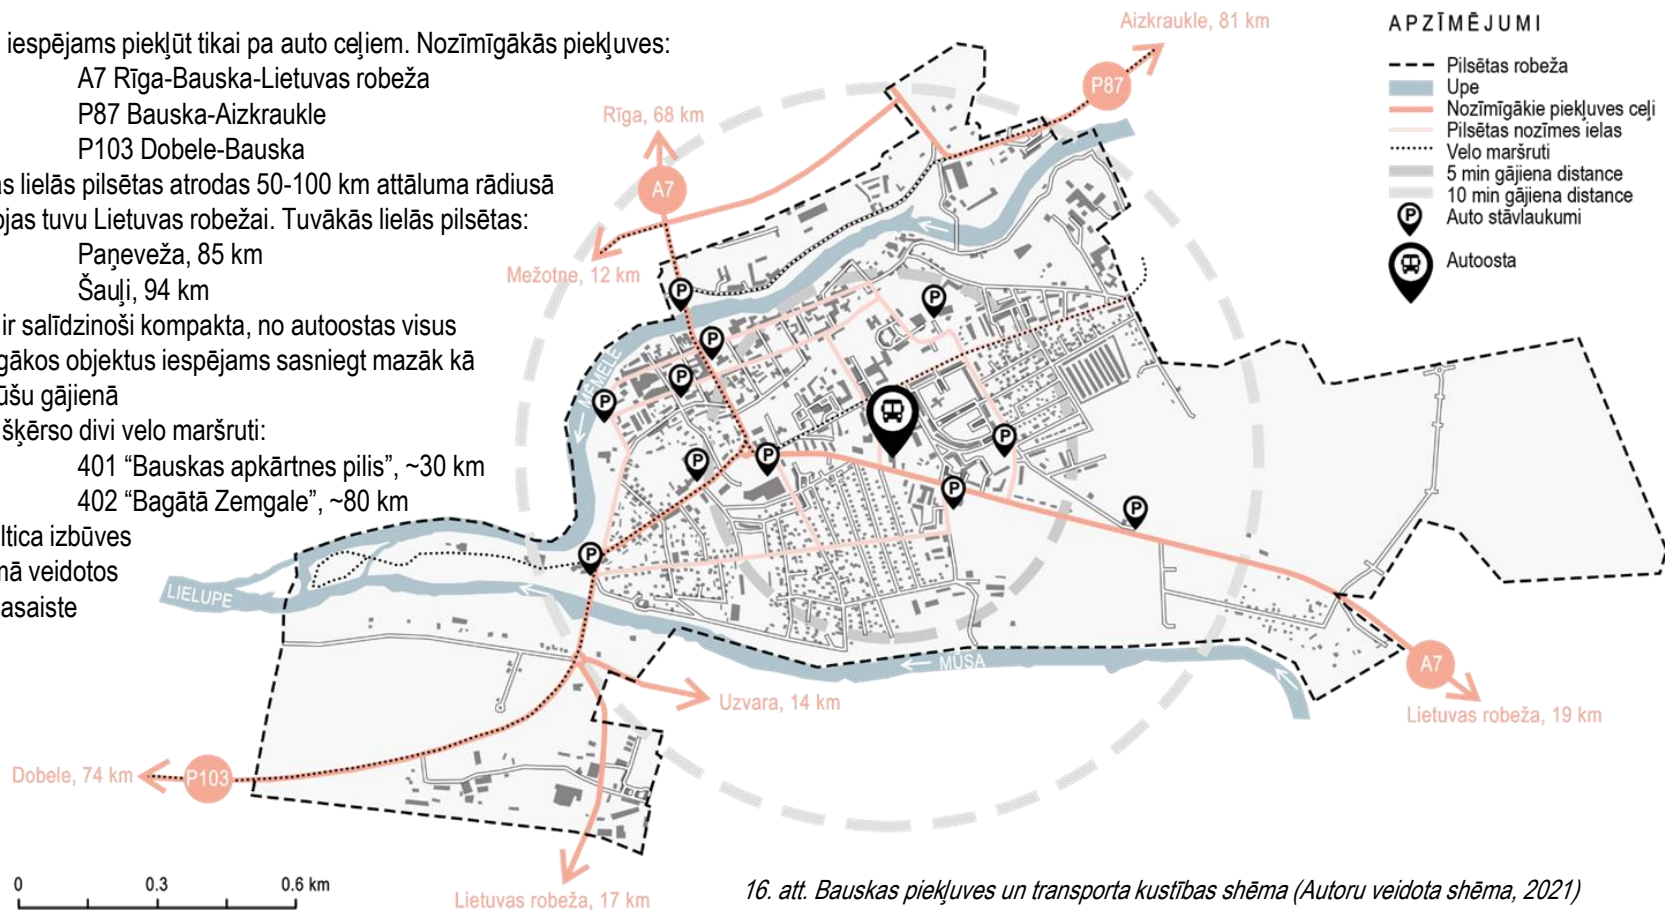 iespējams piekļūt tikai pa auto ceļiem. Nozīmīgākās piekļuves:
A7 Rīga-Bauska-Lietuvas robeža
P87 Bauska-Aizkraukle
P103 Dobele-Bauska
as lielās pilsētas atrodas 50-100 km attāluma rādiusā
ojas tuvu Lietuvas robežai. Tuvākās lielās pilsētas:
Paņeveža, 85 km
Šauļi, 94 km
ir salīdzinoši kompakta, no autoostas visus
gākos objektus iespējams sasniegt mazāk kā
ūšu gājienā
šķērso divi velo maršruti:
401 “Bauskas apkārtnes pilis”, ~30 km
402 “Bagātā Zemgale”, ~80 km
ltica izbūves
mā veidotos
asaiste
Aizkraukle, 81 km
P87
Rīga, 68 km
A7
Mežotne, 12 km
MĒMELE
LIELUPE
MŪSA
Uzvara, 14 km
A7
Lietuvas robeža, 19 km
Dobele, 74 km
P103
Lietuvas robeža, 17 km
P
P
P
P
P
P
P
P
P
P
P
P
APZĪMĒJUMI
Pilsētas robeža
Upe
Nozīmīgākie piekļuves ceļi
Pilsētas nozīmes ielas
Velo maršruti
5 min gājiena distance
10 min gājiena distance
P Auto stāvlaukumi
Autoosta
0 0.3 0.6 km
16. att. Bauskas piekļuves un transporta kustības shēma (Autoru veidota shēma, 2021)